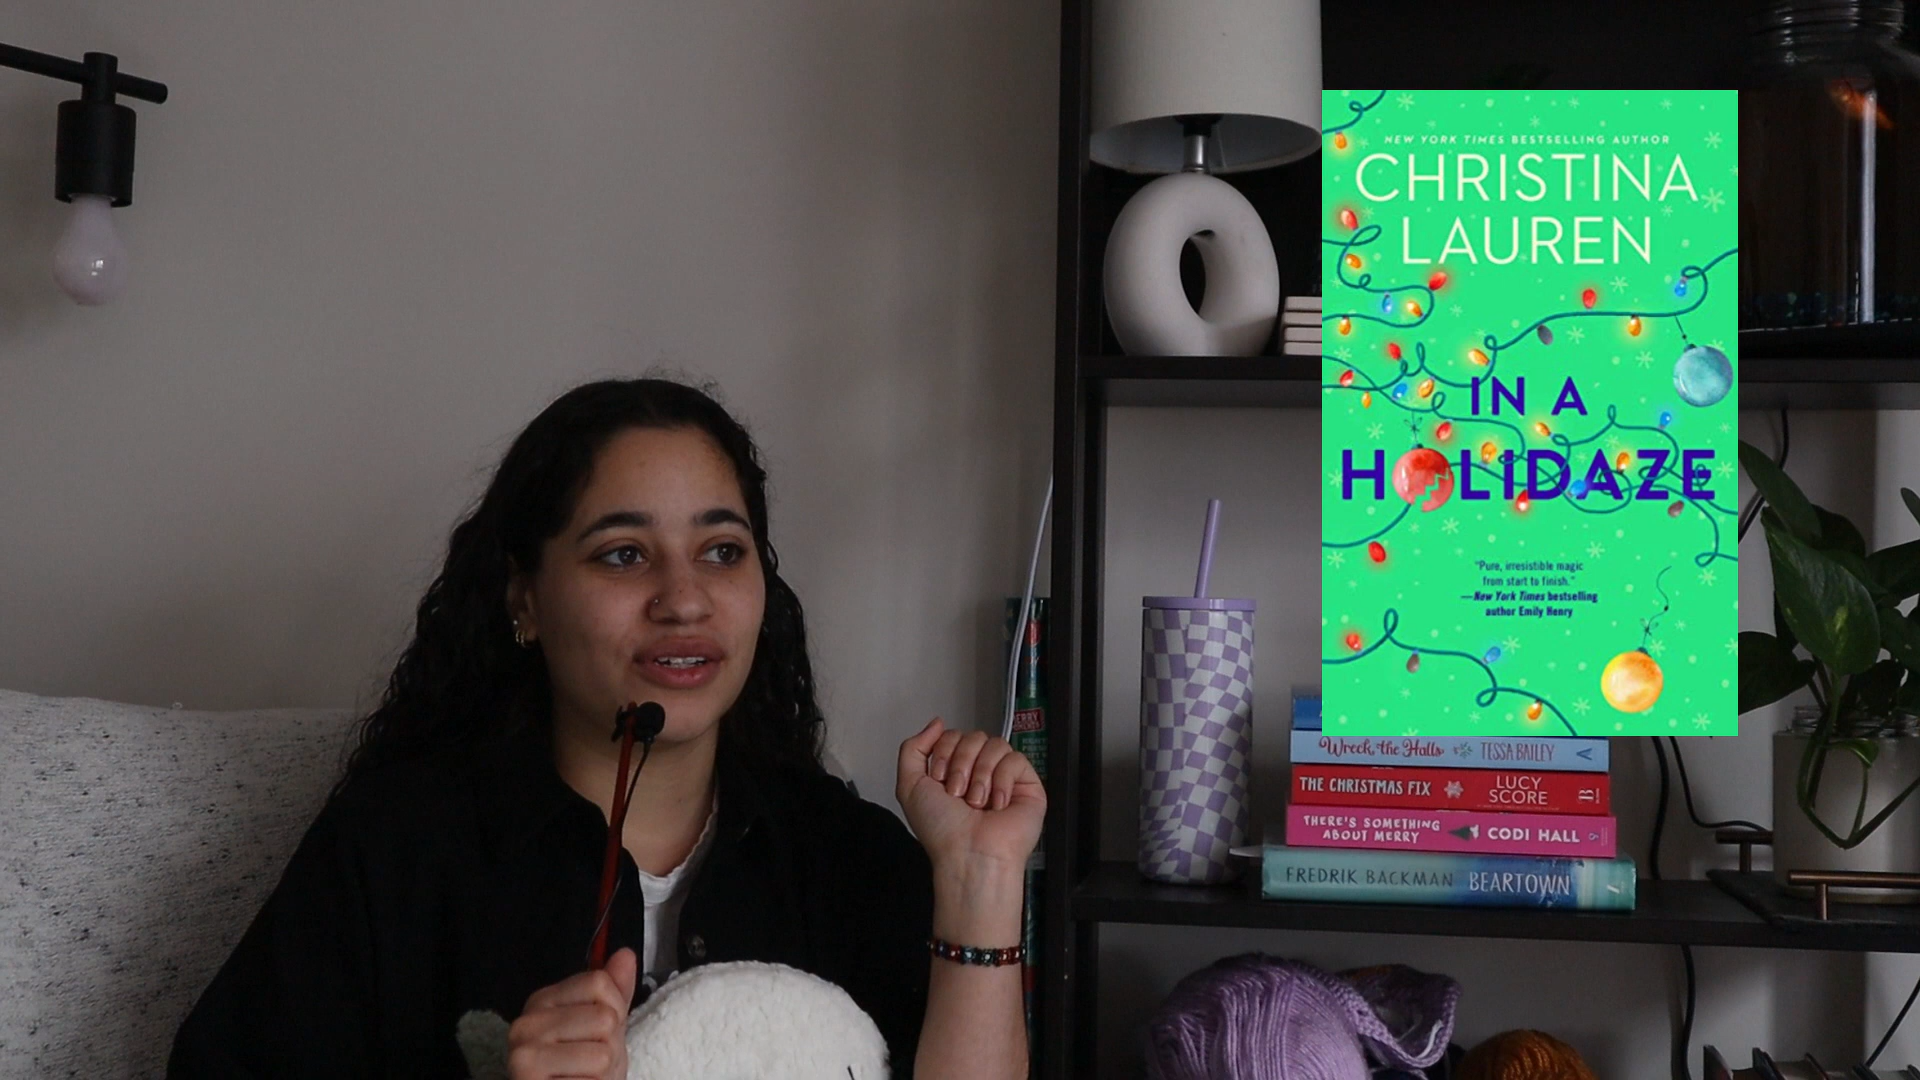 NEW YORK TIMES BESTSELLING AUTHOR
CHRISTINA
LAUREN
IN A
HOLIDAZE
"Pure, irresistible magic
from start to finish."
—New York Times bestselling
author Emily Henry
Wreck the Halls TESSA BAILEY
THE CHRISTMAS FIX LUCY SCORE
THERE'S SOMETHING ABOUT MERRY CODI HALL
FREDRIK BACKMAN BEARTOWN